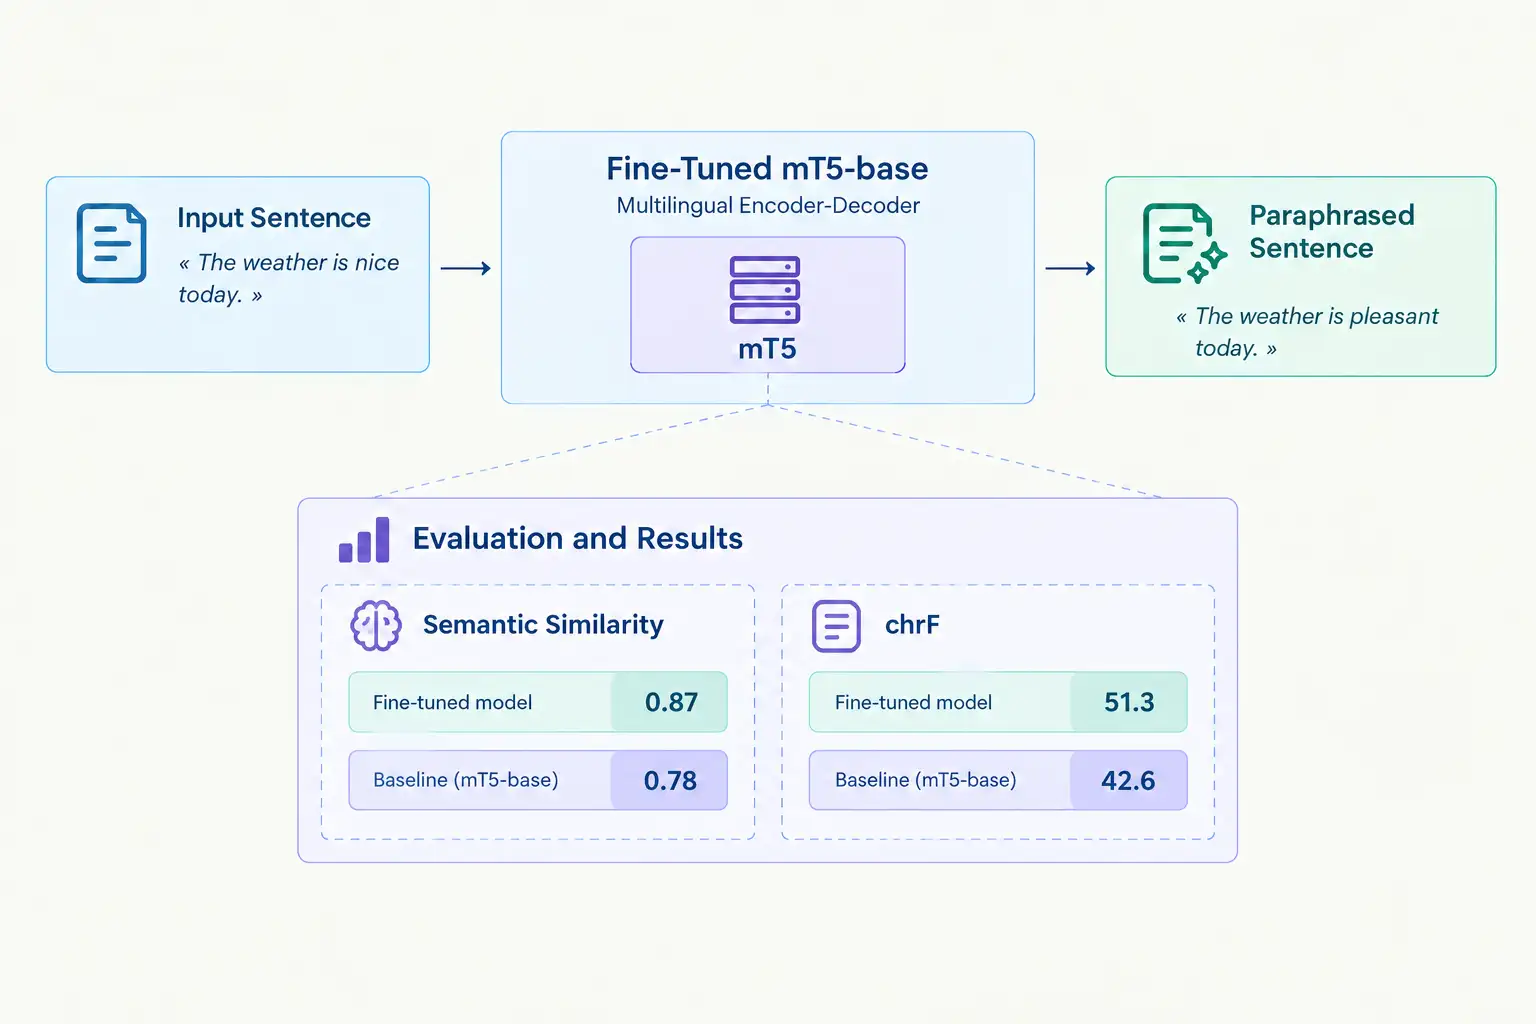 Input Sentence
« The weather is nice
today. »
Fine-Tuned mT5-base
Multilingual Encoder-Decoder
mT5
Paraphrased
Sentence
« The weather is pleasant
today. »
Evaluation and Results
Semantic Similarity
Fine-tuned model 0.87
Baseline (mT5-base) 0.78
chrF
Fine-tuned model 51.3
Baseline (mT5-base) 42.6